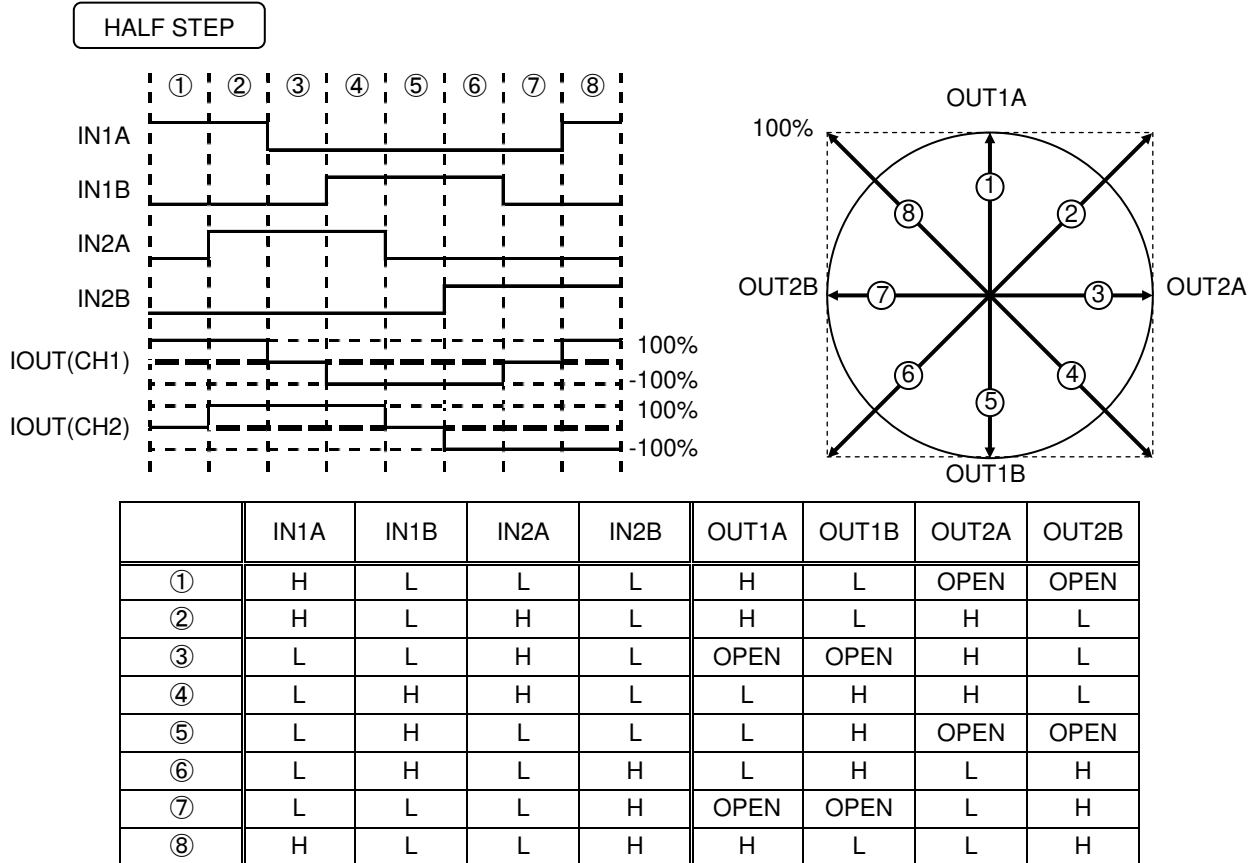 HALF STEP
① ② ③ ④ ⑤ ⑥ ⑦ ⑧
IN1A
IN1B
IN2A
IN2B
IOUT(CH1)
100%
-100%
IOUT(CH2)
100%
-100%
OUT1A
100%
①
⑧ ②
OUT2B ⑦ ③ OUT2A
⑥ ④
⑤
OUT1B
IN1A IN1B IN2A IN2B OUT1A OUT1B OUT2A OUT2B
① H L L L H L OPEN OPEN
② H L H L H L H L
③ L L H L OPEN OPEN H L
④ L H H L L H H L
⑤ L H L L L H OPEN OPEN
⑥ L H L H L H L H
⑦ L L L H OPEN OPEN L H
⑧ H L L H H L L H